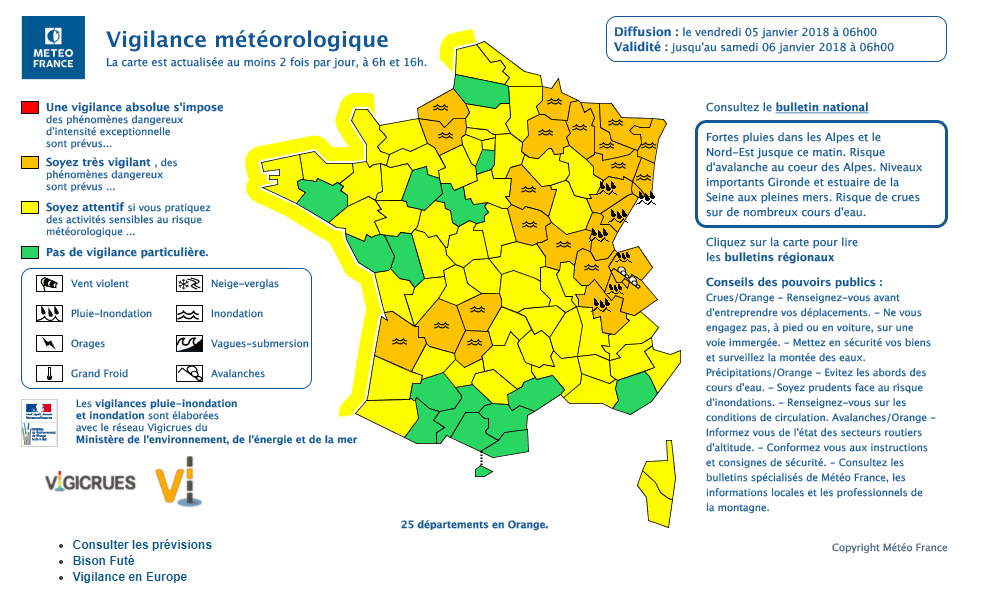 METEO
FRANCE
Vigilance météorologique
La carte est actualisée au moins 2 fois par jour, à 6h et 16h.
Diffusion : le vendredi 05 janvier 2018 à 06h00
Validité : jusqu'au samedi 06 janvier 2018 à 06h00
Une vigilance absolue s'impose
des phénomènes dangereux
d'intensité exceptionnelle
sont prévus...
Soyez très vigilant , des
phénomènes dangereux
sont prévus ...
Soyez attentif si vous pratiquez
des activités sensibles au risque
météorologique ...
Pas de vigilance particulière.
Vent violent
Neige-verglas
Pluie-Inondation
Inondation
Orages
Vagues-submersion
Grand Froid
Avalanches
Les vigilances pluie-inondation
et inondation sont élaborées
avec le réseau Vigicrues du
Ministère de l'environnement, de l'énergie et de la mer
VIGICRUES
25 départements en Orange.
Consultez le bulletin national
Fortes pluies dans les Alpes et le
Nord-Est jusque ce matin. Risque
d'avalanche au coeur des Alpes. Niveaux
importants Gironde et estuaire de la
Seine aux pleines mers. Risque de crues
sur de nombreux cours d'eau.
Cliquez sur la carte pour lire
les bulletins régionaux
Conseils des pouvoirs publics :
Crues/Orange – Renseignez-vous avant
d'entreprendre vos déplacements. – Ne vous
engagez pas, à pied ou en voiture, sur une
voie immergée. – Mettez en sécurité vos biens
et surveillez la montée des eaux.
Précipitations/Orange – Evitez les abords des
cours d'eau. – Soyez prudents face au risque
d'inondations. – Renseignez-vous sur les
conditions de circulation. Avalanches/Orange –
Informez vous de l'état des secteurs routiers
d'altitude. – Conformez vous aux instructions
et consignes de sécurité. – Consultez les
bulletins spécialisés de Météo France, les
informations locales et les professionnels de
la montagne.
Copyright Météo France
Consulter les prévisions
Bison Futé
Vigilance en Europe